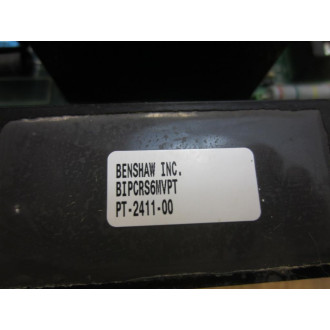 BENSHAW INC.
BIPCRS6MVPT
PT-2411-00